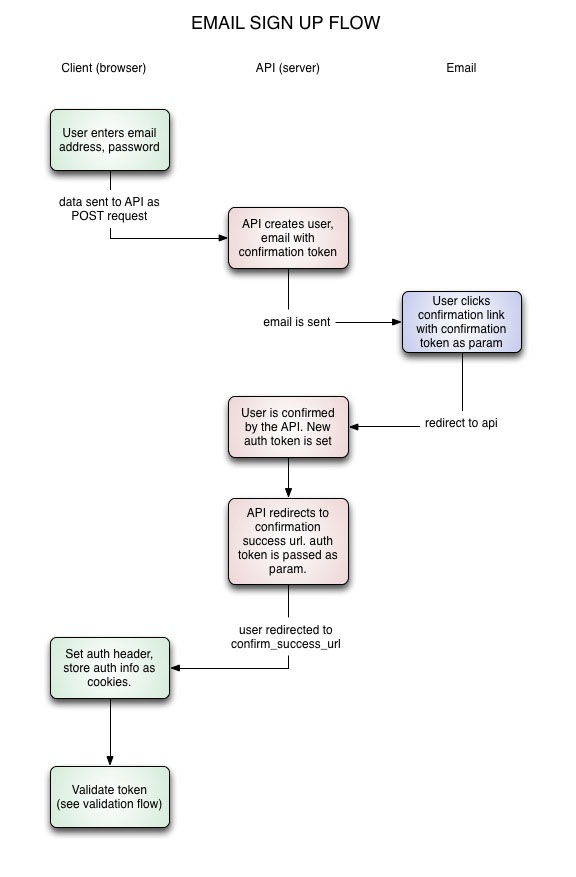 EMAIL SIGN UP FLOW
Client (browser)
API (server)
Email
User enters email
address, password
data sent to API as
POST request
API creates user,
email with
confirmation token
email is sent
User clicks
confirmation link
with confirmation
token as param
redirect to api
User is confirmed
by the API. New
auth token is set
API redirects to
confirmation
success url. auth
token is passed as
param.
user redirected to
confirm_success_url
Set auth header,
store auth info as
cookies.
Validate token
(see validation flow)